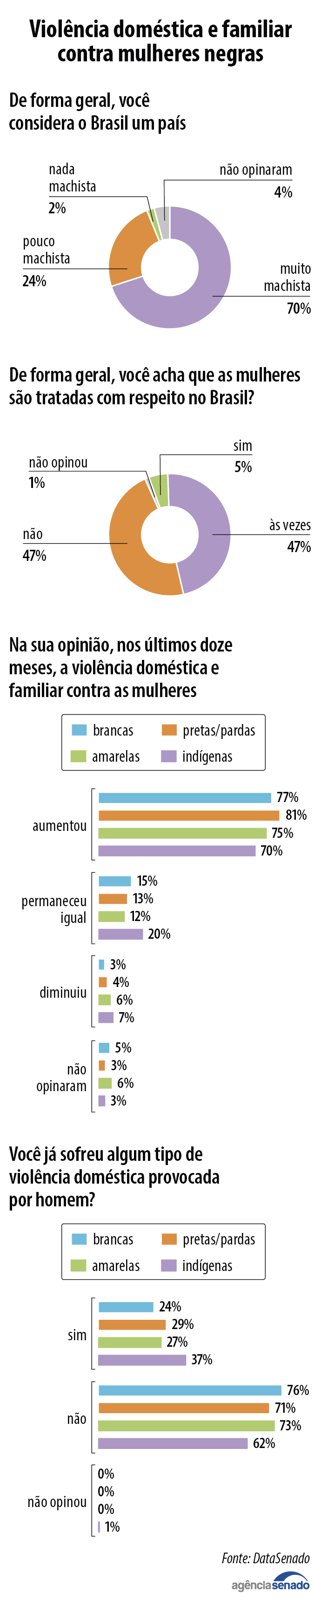 Violência doméstica e familiar
contra mulheres negras
De forma geral, você
considera o Brasil um país
nada
machista
2%
não opinaram
4%
pouco
machista
24%
muito
machista
70%
De forma geral, você acha que as mulheres
são tratadas com respeito no Brasil?
não opinou
1%
sim
5%
não
47%
às vezes
47%
Na sua opinião, nos últimos doze
meses, a violência doméstica e
familiar contra as mulheres
brancas
pretas/pardas
amarelas
indígenas
aumentou
77%
81%
75%
70%
permaneceu
igual
15%
13%
12%
20%
diminuiu
3%
4%
6%
7%
não
opinaram
5%
3%
6%
3%
Você já sofreu algum tipo de
violência doméstica provocada
por homem?
brancas
pretas/pardas
amarelas
indígenas
sim
24%
29%
27%
37%
não
76%
71%
73%
62%
não opinou
0%
0%
0%
1%
Fonte: DataSenado
agênciasenado